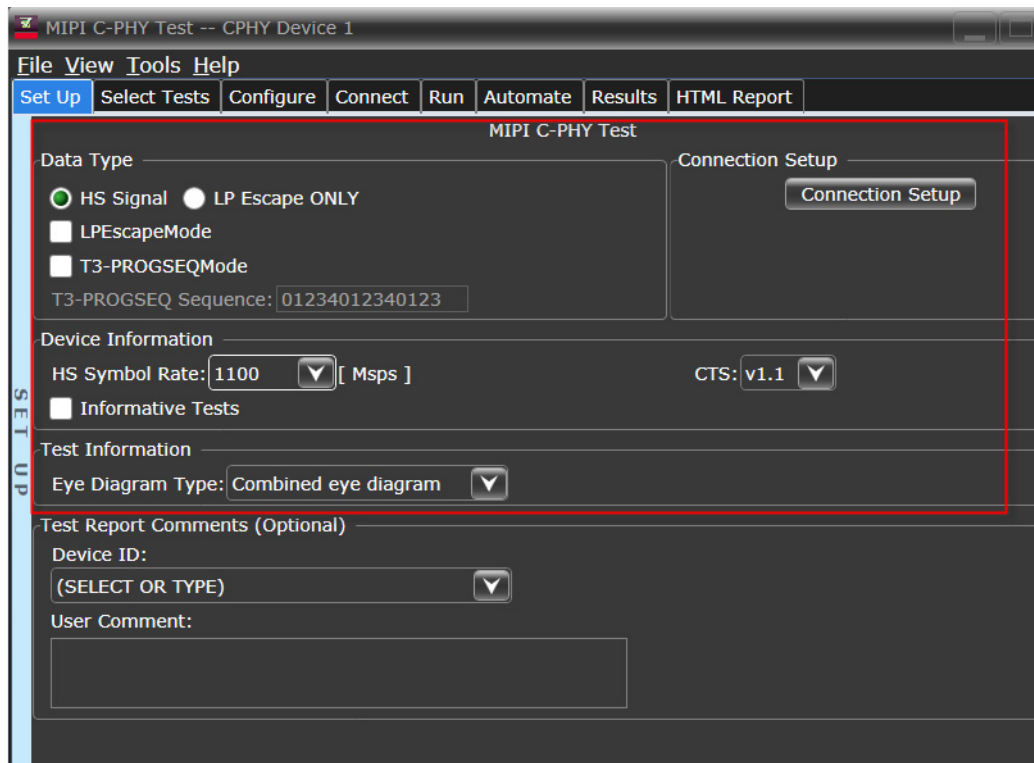 MIPI C-PHY Test -- CPHY Device 1
File View Tools Help
Set Up Select Tests Configure Connect Run Automate Results HTML Report
MIPI C-PHY Test
Data Type
HS Signal LP Escape ONLY
LPEscapeMode
T3-PROGSEQMode
T3-PROGSEQ Sequence: 01234012340123
Connection Setup
Connection Setup
Device Information
HS Symbol Rate: 1100 [ Msps ] CTS: v1.1
Informative Tests
SET UP
Test Information
Eye Diagram Type: Combined eye diagram
Test Report Comments (Optional)
Device ID:
(SELECT OR TYPE)
User Comment: